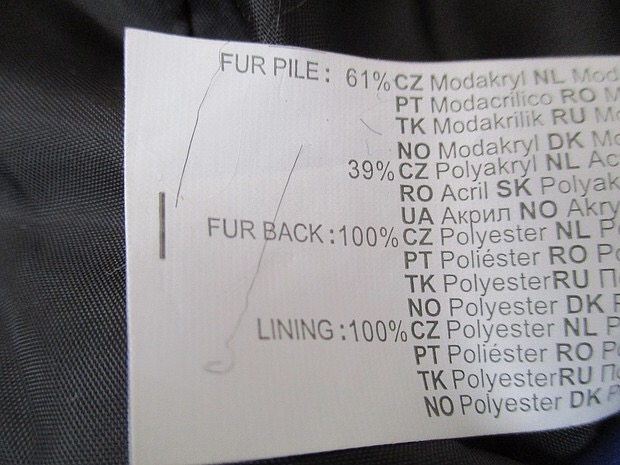 FUR PILE: 61% CZ Modakryl NL
PT Modacrílico RO
TK Modakrilik RU
NO Modakryl DK
39% CZ Polyakryl NL
RO Acril SK
UA Акрил NO
FUR BACK:100% CZ Polyester NL
PT Poliéster RO
TK Polyester RU
NO Polyester DK
LINING:100% CZ Polyester NL
PT Poliéster RO
TK Polyester RU
NO Polyester DK